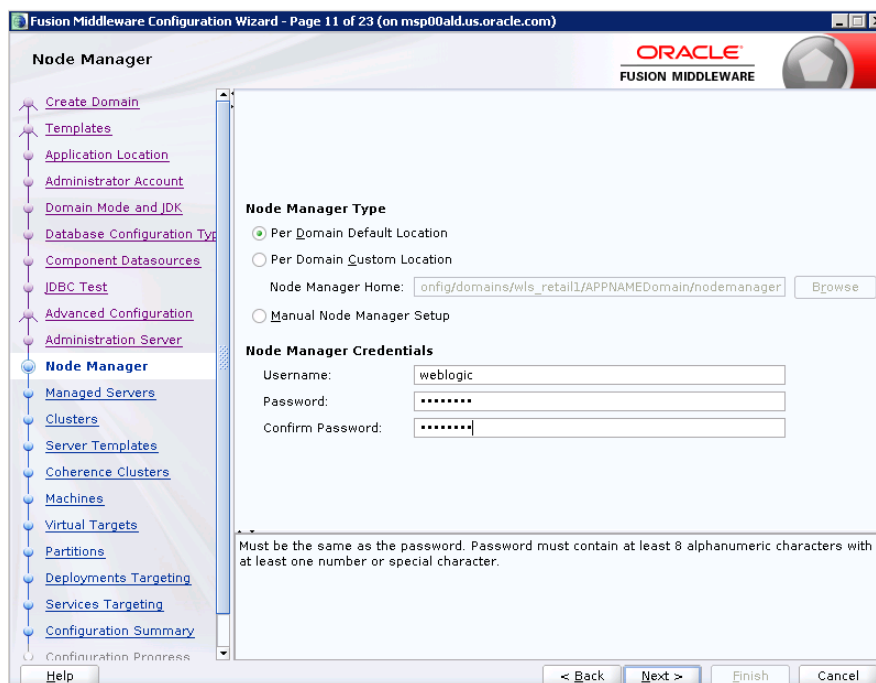 Fusion Middleware Configuration Wizard - Page 11 of 23 (on msp00ald.us.oracle.com)
Node Manager
ORACLE
FUSION MIDDLEWARE
Create Domain
Templates
Application Location
Administrator Account
Domain Mode and JDK
Database Configuration Typ
Component Datasources
JDBC Test
Advanced Configuration
Administration Server
Node Manager
Managed Servers
Clusters
Server Templates
Coherence Clusters
Machines
Virtual Targets
Partitions
Deployments Targeting
Services Targeting
Configuration Summary
Configuration Progress
Node Manager Type
Per Domain Default Location
Per Domain Custom Location
Node Manager Home: onfig/domains/wls_retail1/APPNAMEDomain/nodemanager Browse
Manual Node Manager Setup
Node Manager Credentials
Username: weblogic
Password: ••••••••
Confirm Password: ••••••••
Must be the same as the password. Password must contain at least 8 alphanumeric characters with
at least one number or special character.
Help < Back Next > Finish Cancel